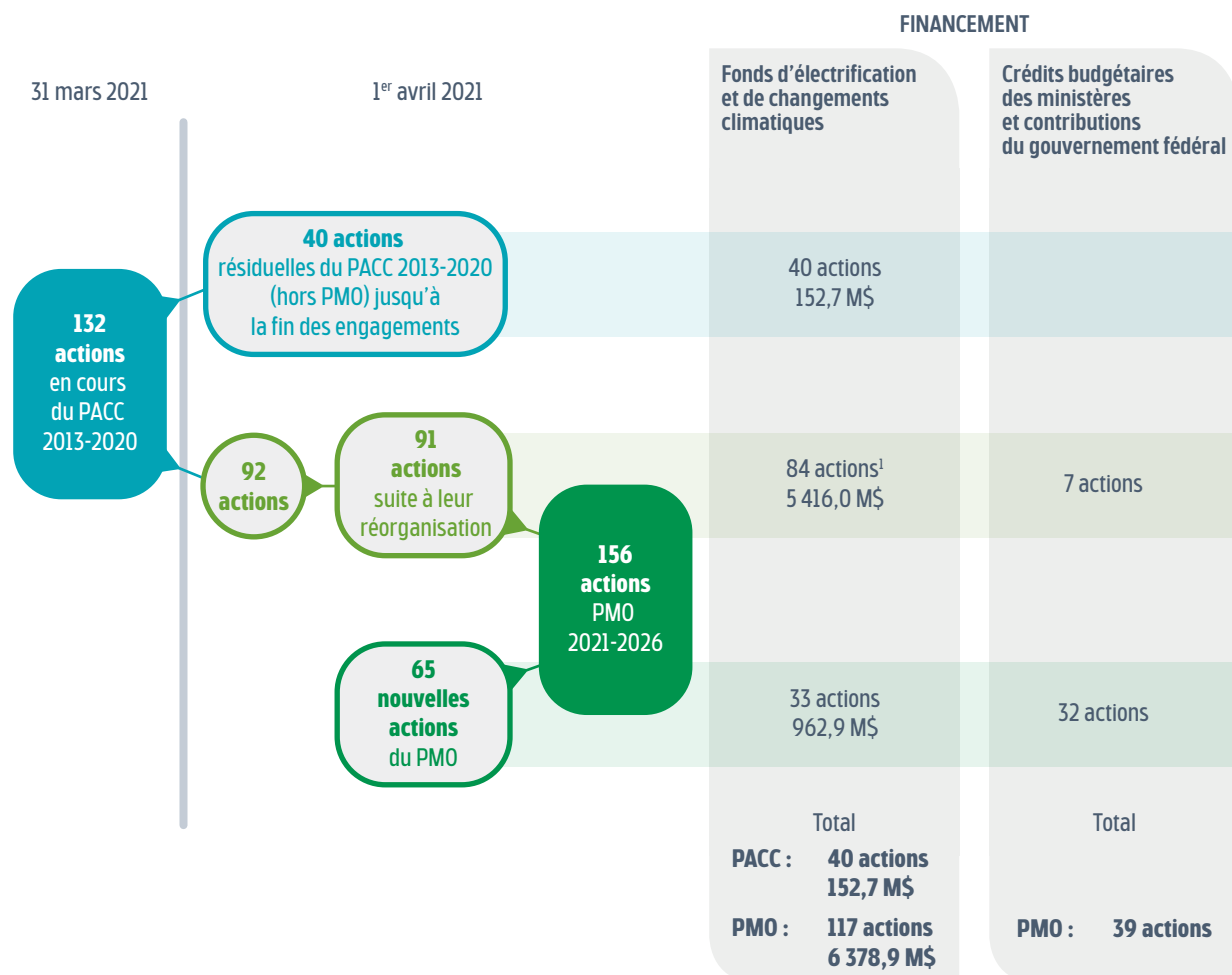 FINANCEMENT
31 mars 2021
1er avril 2021
Fonds d’électrification
et de changements
climatiques
Crédits budgétaires
des ministères
et contributions
du gouvernement fédéral
132
actions
en cours
du PACC
2013-2020
40 actions
résiduelles du PACC 2013-2020
(hors PMO) jusqu’à
la fin des engagements
40 actions
152,7 M$
92
actions
91
actions
suite à leur
réorganisation
84 actions1
5 416,0 M$
7 actions
156
actions
PMO
2021-2026
65
nouvelles
actions
du PMO
33 actions
962,9 M$
32 actions
Total
PACC : 40 actions
152,7 M$
PMO : 117 actions
6 378,9 M$
Total
PMO : 39 actions